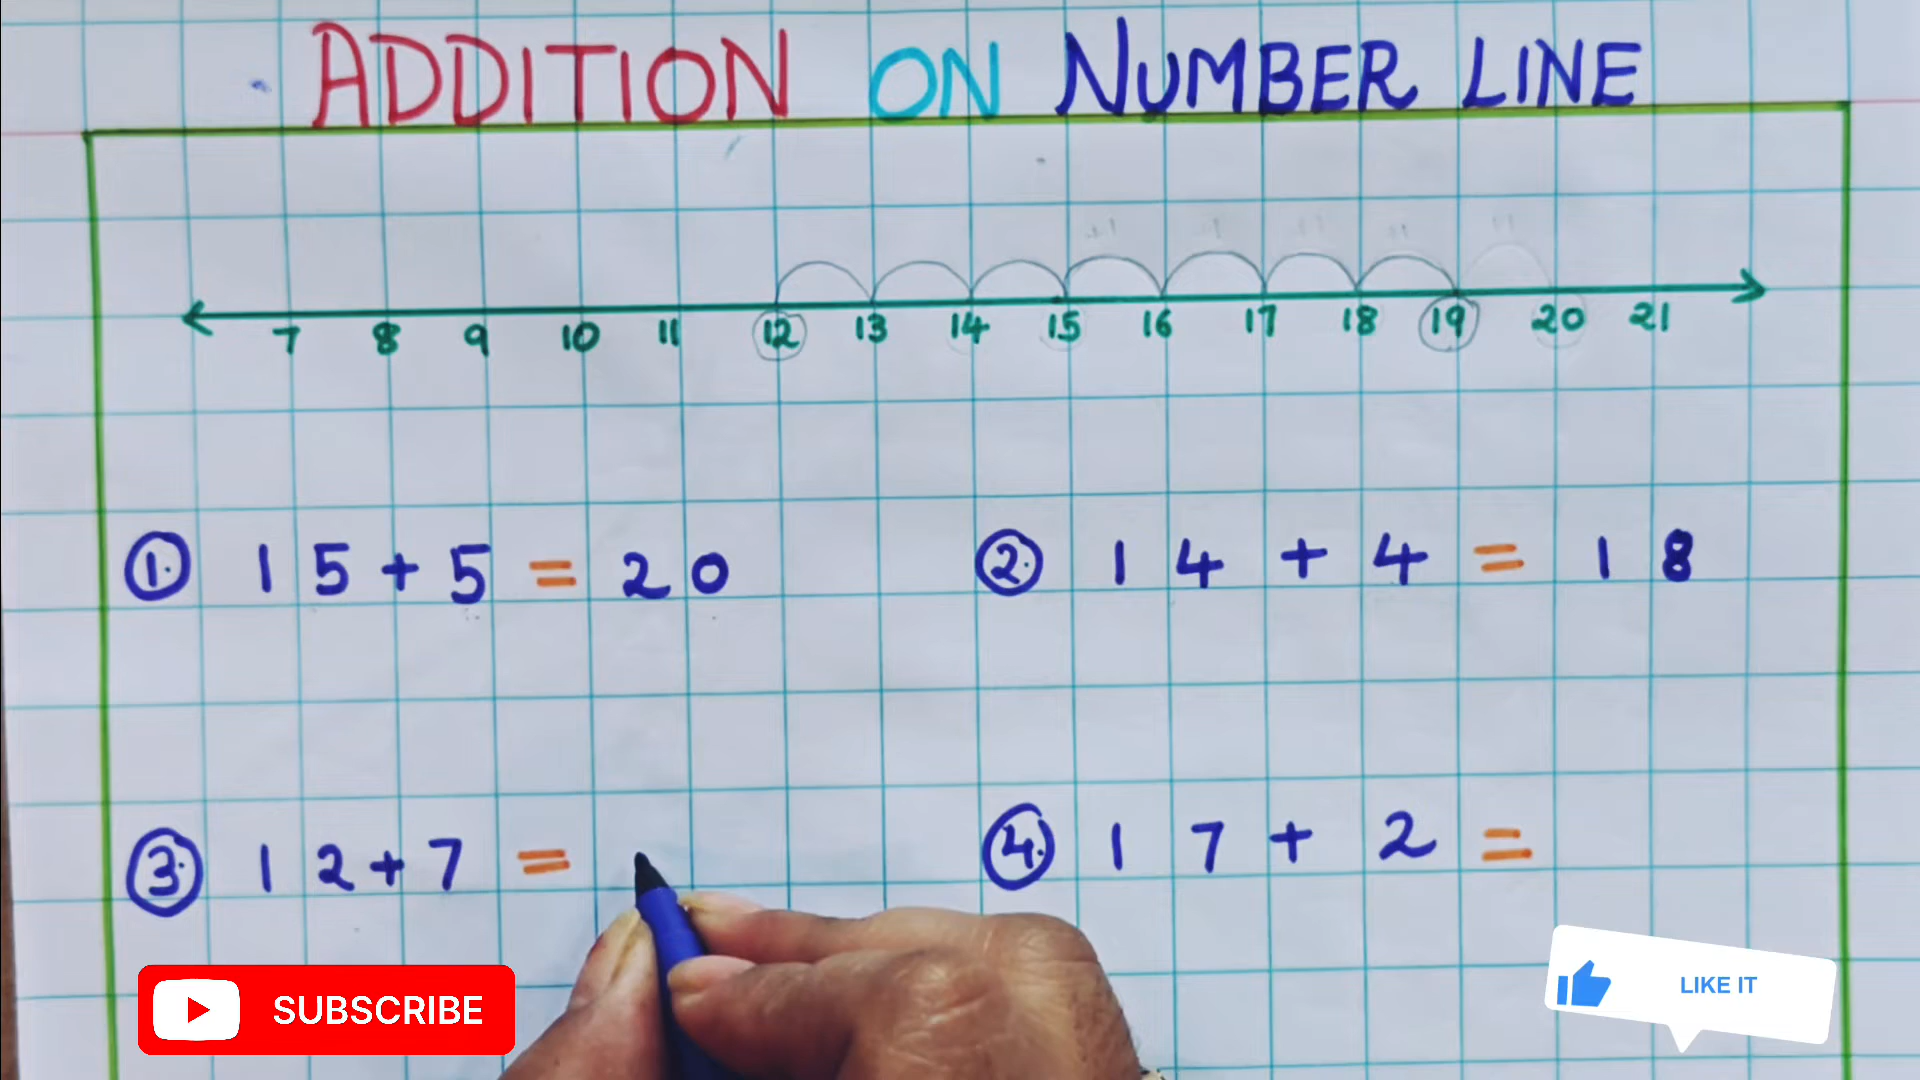 ADDITION ON NUMBER LINE
7 8 9 10 11 12 13 14 15 16 17 18 19 20 21
1. 15+5=20
2. 14+4=18
3. 12+7=
4. 17+2=
SUBSCRIBE
LIKE IT